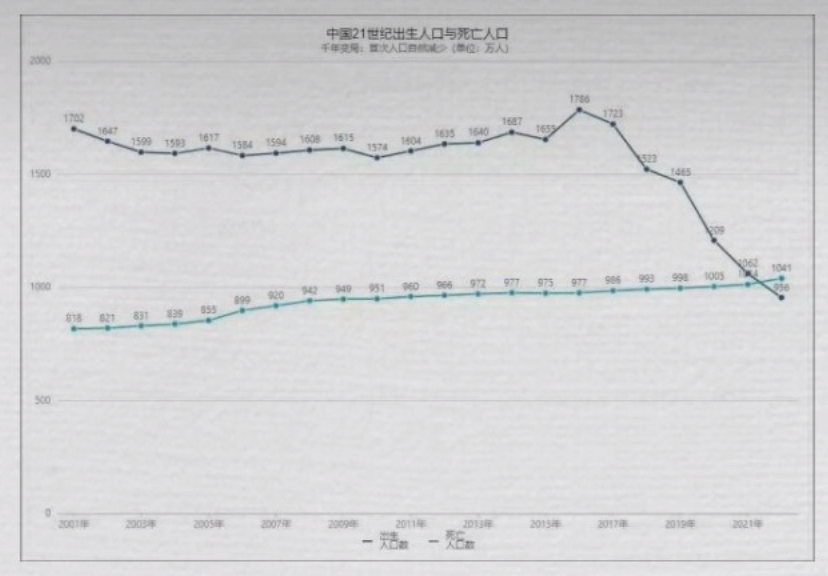 中国21世纪出生人口与死亡人口
千年变局：首次人口自然减少（单位：万人）
2000
1702 1647 1599 1593 1617 1584 1594 1608 1615 1574 1604 1635 1640 1687 1655 1786 1723 1523 1465 1209 1062 956
1500
818 821 831 839 855 899 920 942 949 951 960 966 972 977 975 977 986 993 998 1005 1014 1041
1000
500
0
2001年 2003年 2005年 2007年 2009年 2011年 2013年 2015年 2017年 2019年 2021年
出生 死亡
人口数 人口数